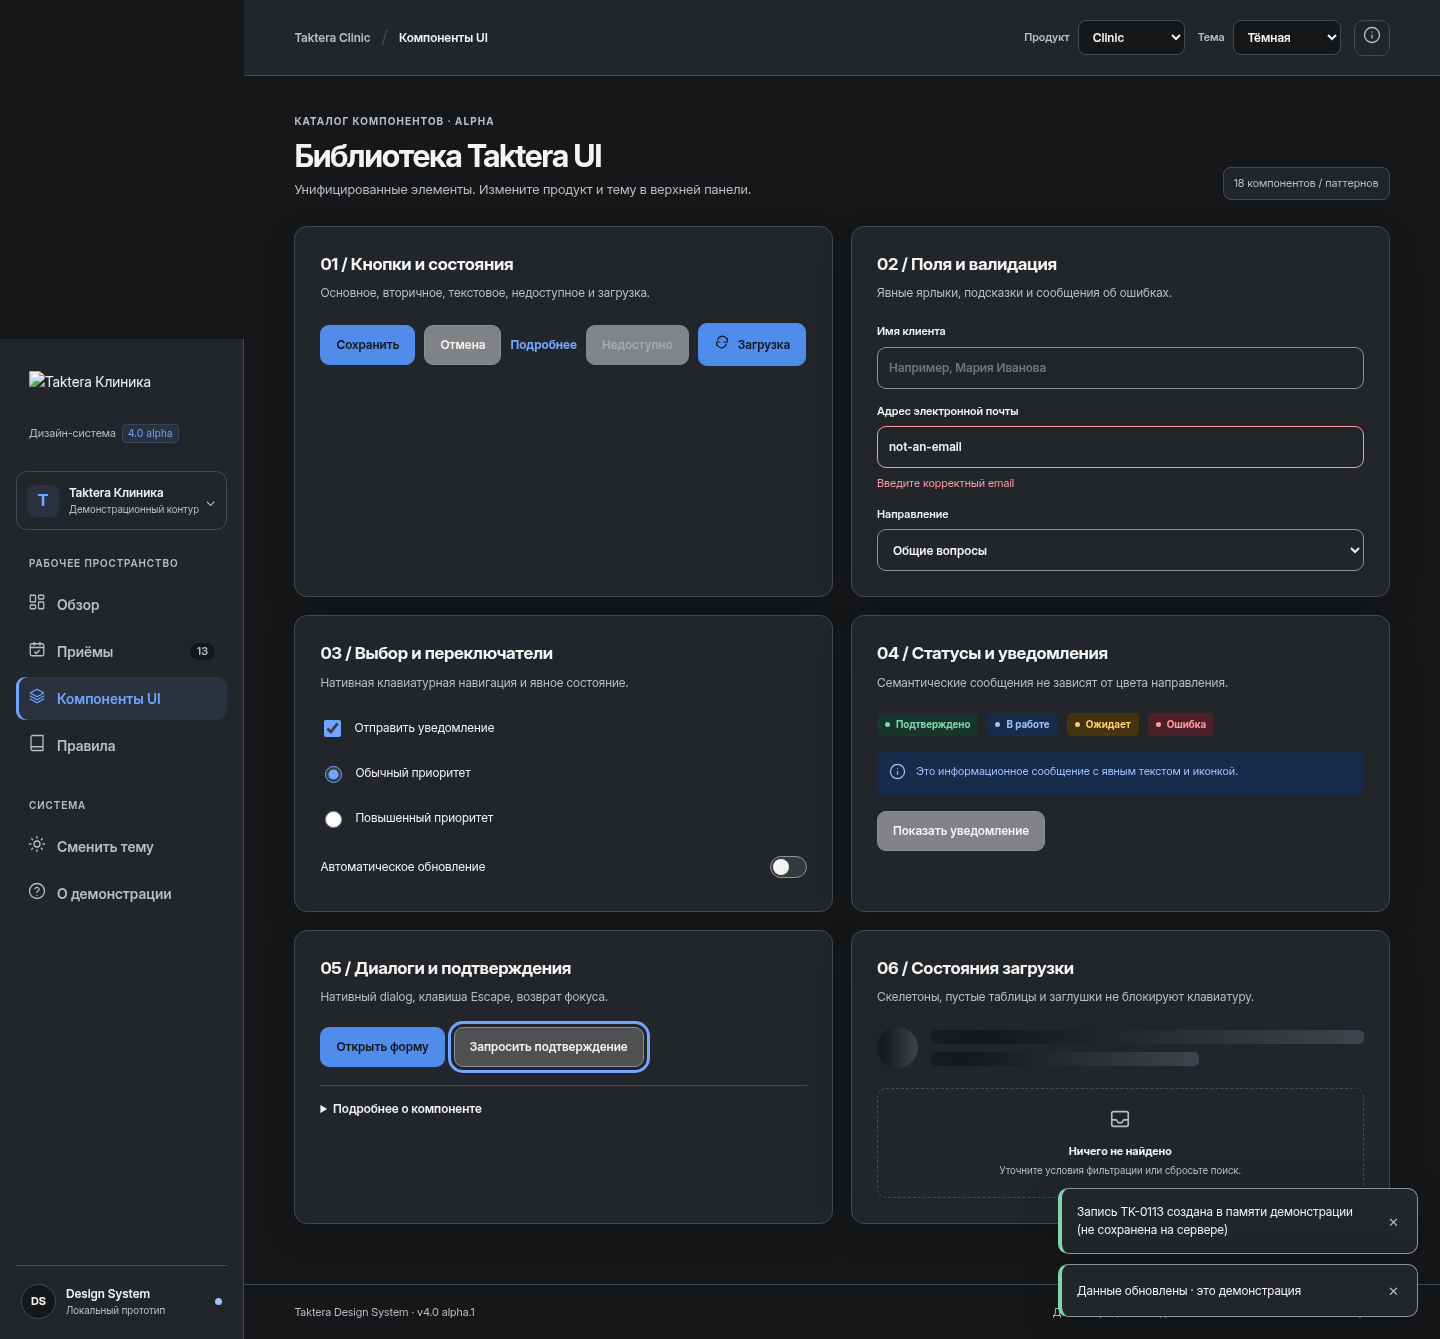 Taktera Clinic / Компоненты UI
Продукт Clinic Тема Тёмная
Taktera Клиника
Дизайн-система 4.0 alpha
T Taktera Клиника
Демонстрационный контур
РАБОЧЕЕ ПРОСТРАНСТВО
Обзор
Приёмы 13
Компоненты UI
Правила
СИСТЕМА
Сменить тему
О демонстрации
DS Design System
Локальный прототип
КАТАЛОГ КОМПОНЕНТОВ · ALPHA
Библиотека Taktera UI
Унифицированные элементы. Измените продукт и тему в верхней панели.
18 компонентов / паттернов
01 / Кнопки и состояния
Основное, вторичное, текстовое, недоступное и загрузка.
Сохранить Отмена Подробнее Недоступно Загрузка
02 / Поля и валидация
Явные ярлыки, подсказки и сообщения об ошибках.
Имя клиента
Например, Мария Иванова
Адрес электронной почты
not-an-email
Введите корректный email
Направление
Общие вопросы
03 / Выбор и переключатели
Нативная клавиатурная навигация и явное состояние.
Отправить уведомление
Обычный приоритет
Повышенный приоритет
Автоматическое обновление
04 / Статусы и уведомления
Семантические сообщения не зависят от цвета направления.
Подтверждено В работе Ожидает Ошибка
Это информационное сообщение с явным текстом и иконкой.
Показать уведомление
05 / Диалоги и подтверждения
Нативный dialog, клавиша Escape, возврат фокуса.
Открыть форму Запросить подтверждение
Подробнее о компоненте
06 / Состояния загрузки
Скелетоны, пустые таблицы и заглушки не блокируют клавиатуру.
Ничего не найдено
Уточните условия фильтрации или сбросьте поиск.
Запись TK-0113 создана в памяти демонстрации
(не сохранена на сервере)
Данные обновлены · это демонстрация
Taktera Design System · v4.0 alpha.1